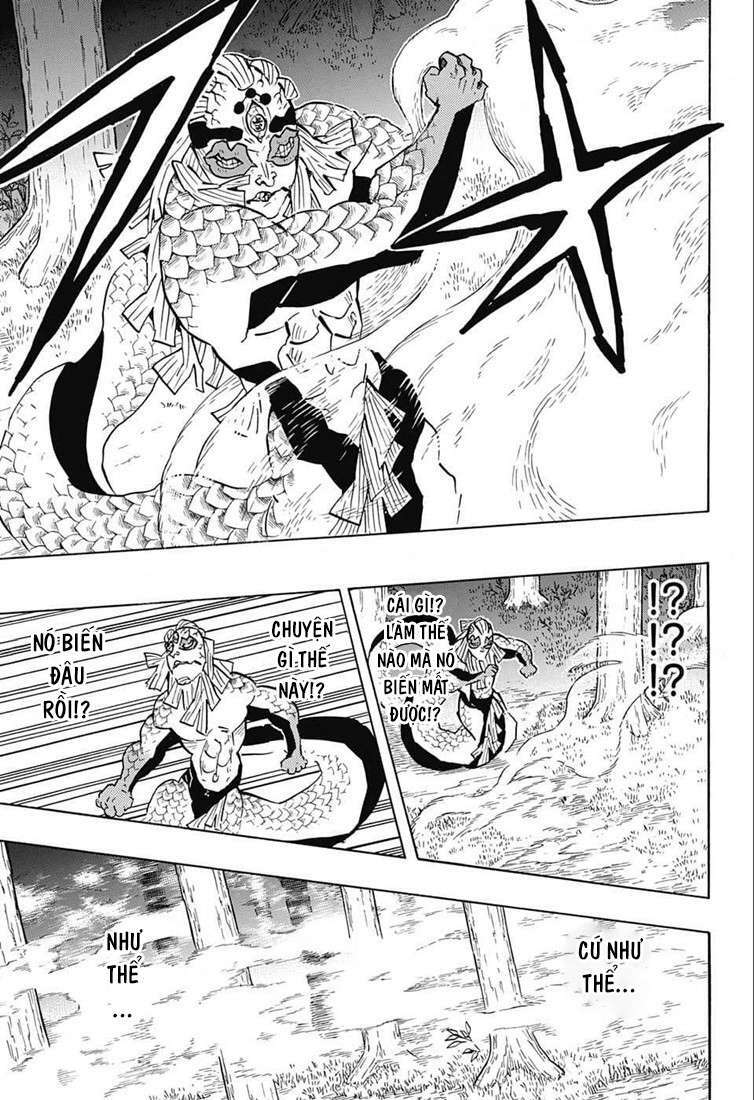 !?
!?
!?
CÁI GÌ!?
LÀM THẾ
NÀO MÀ NO
BIẾN MẤT
ĐƯỢC!?
CHUYỆN
GÌ THẾ
NÀY!?
NÓ BIẾN
ĐÂU
RỒI!?
CỨ NHƯ
THỂ...
NHƯ
THỂ
...